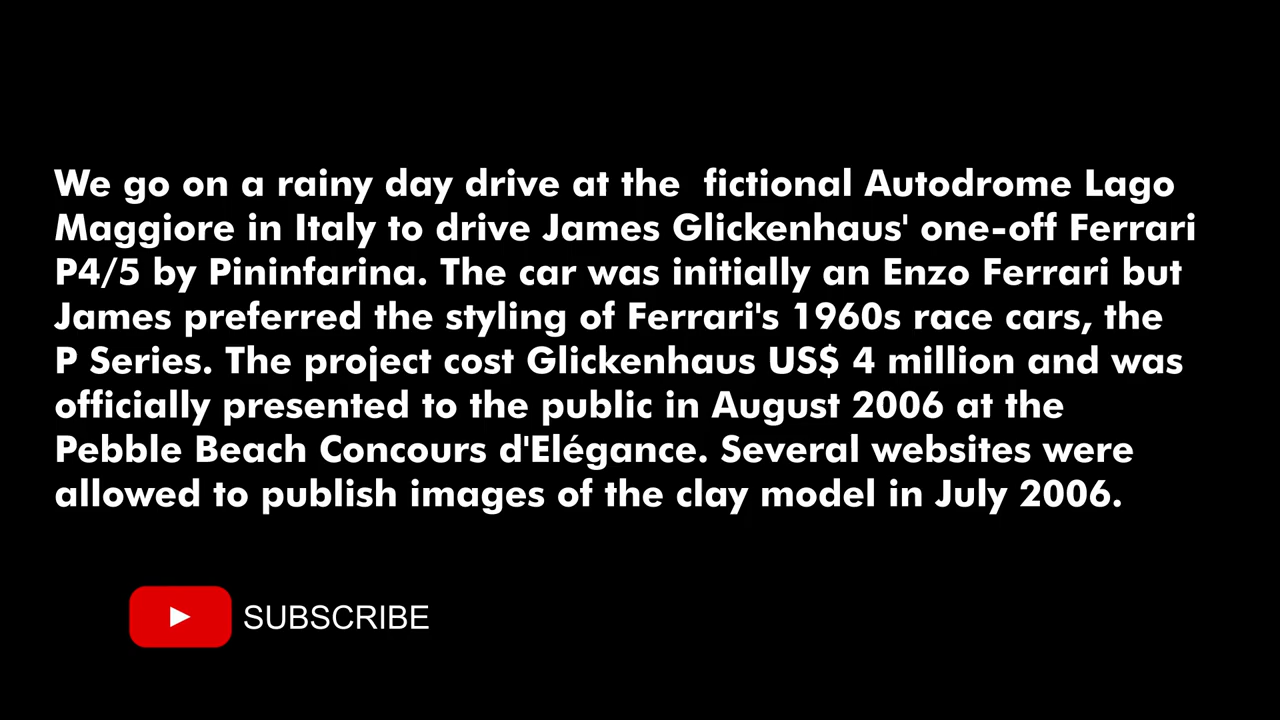 We go on a rainy day drive at the  fictional Autodrome Lago
Maggiore in Italy to drive James Glickenhaus' one-off Ferrari
P4/5 by Pininfarina. The car was initially an Enzo Ferrari but
James preferred the styling of Ferrari's 1960s race cars, the
P Series. The project cost Glickenhaus US$ 4 million and was
officially presented to the public in August 2006 at the
Pebble Beach Concours d'Elégance. Several websites were
allowed to publish images of the clay model in July 2006.
SUBSCRIBE